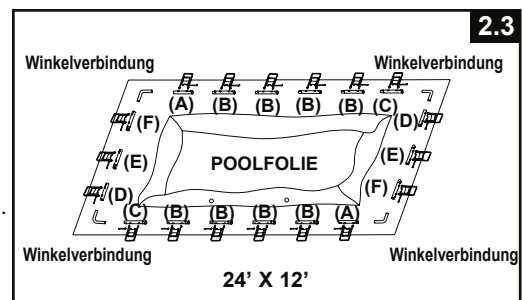 2.3
Winkelverbindung Winkelverbindung
(A) (B) (B) (B) (B) (C)
(F) (D)
(E) POOLFOLIE (E)
(D) (F)
(C) (B) (B) (B) (B) (A)
Winkelverbindung Winkelverbindung
24’ X 12’